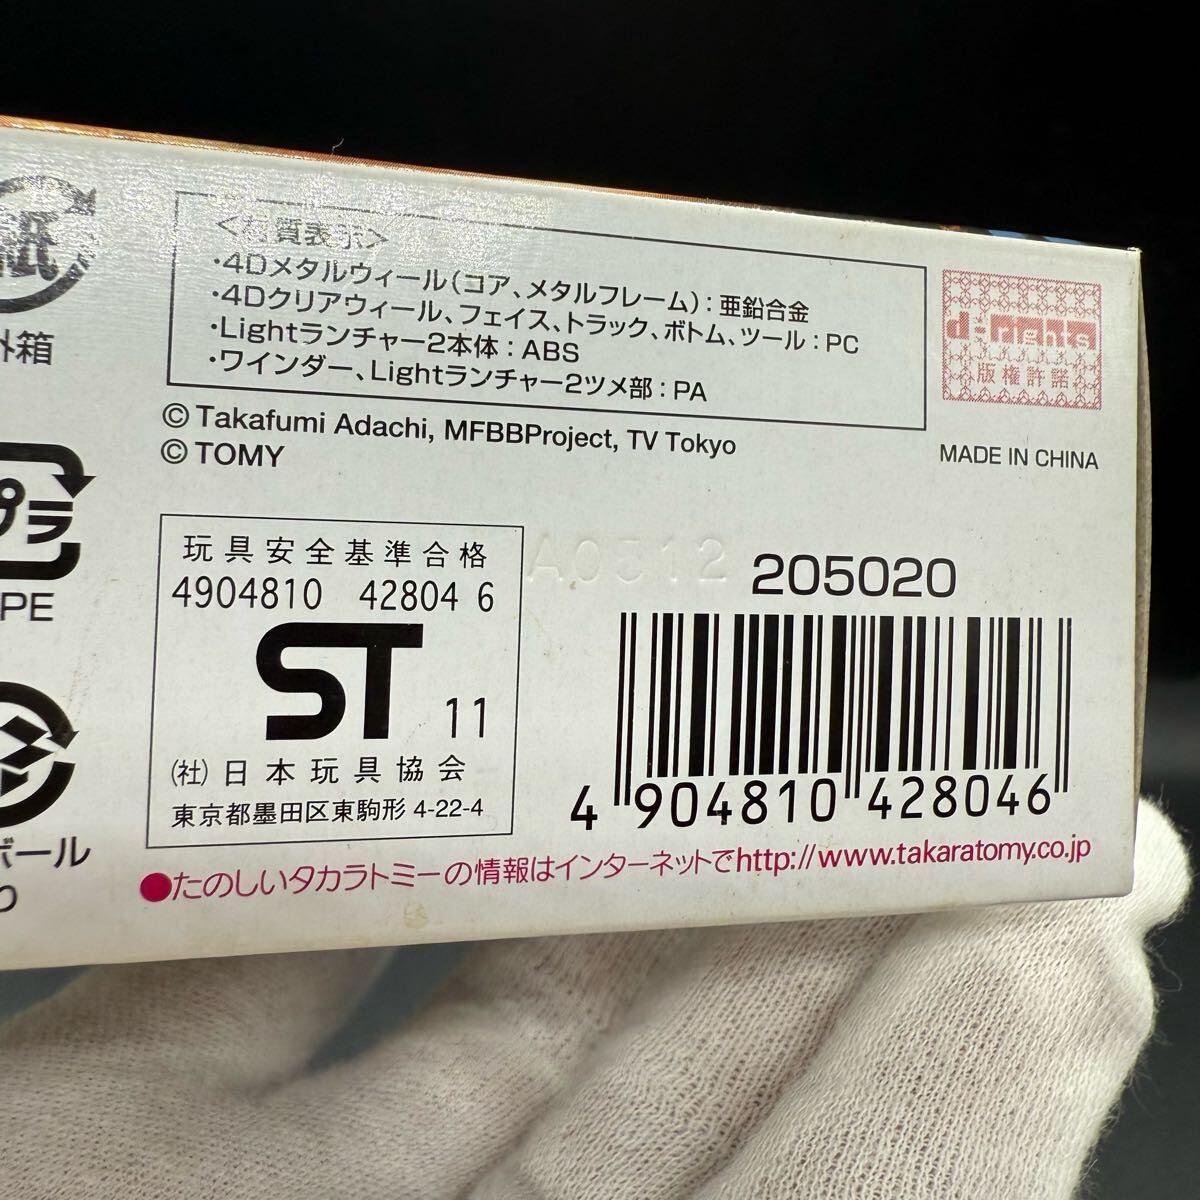 紙
外箱
プラ
PE
ボール
<材質表示>
・4Dメタルウィール(コア、メタルフレーム):亜鉛合金
・4Dクリアウィール、フェイス、トラック、ボトム、ツール:PC
・Lightランチャー2本体:ABS
・ワインダー、Lightランチャー2ツメ部:PA
d-rights
版権許諾
© Takafumi Adachi, MFBBProject, TV Tokyo
© TOMY
MADE IN CHINA
玩具安全基準合格
4904810 42804 6
ST 11
(社)日本玩具協会
東京都墨田区東駒形 4-22-4
205020
4 904810 428046
●たのしいタカラトミーの情報はインターネットでhttp://www.takaratomy.co.jp